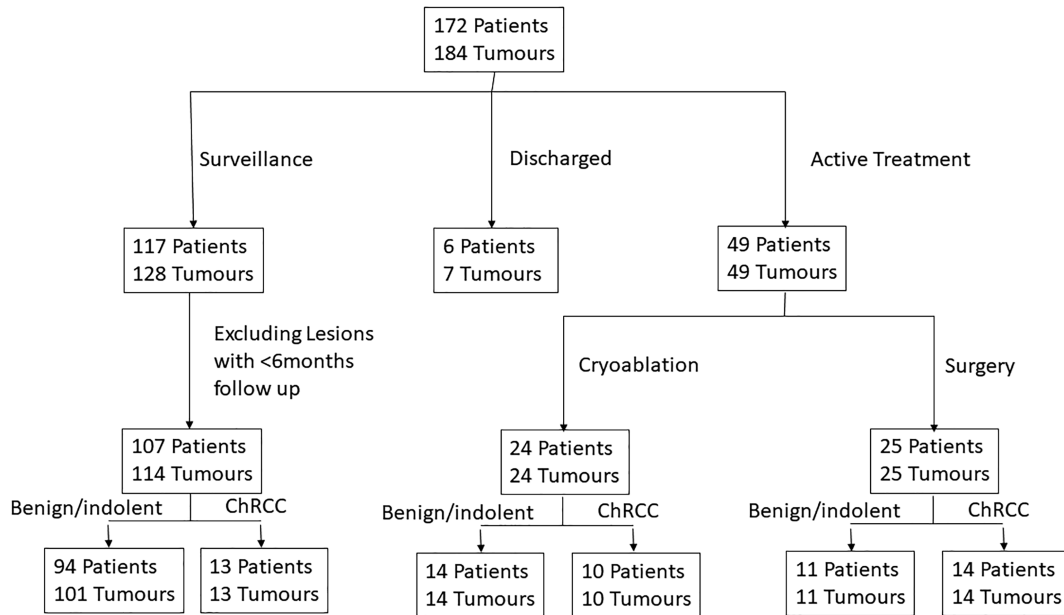 172 Patients
184 Tumours
Surveillance
Discharged
Active Treatment
117 Patients
128 Tumours
6 Patients
7 Tumours
49 Patients
49 Tumours
Excluding Lesions
with <6months
follow up
Cryoablation
Surgery
107 Patients
114 Tumours
24 Patients
24 Tumours
25 Patients
25 Tumours
Benign/indolent
ChRCC
Benign/indolent
ChRCC
Benign/indolent
ChRCC
94 Patients
101 Tumours
13 Patients
13 Tumours
14 Patients
14 Tumours
10 Patients
10 Tumours
11 Patients
11 Tumours
14 Patients
14 Tumours